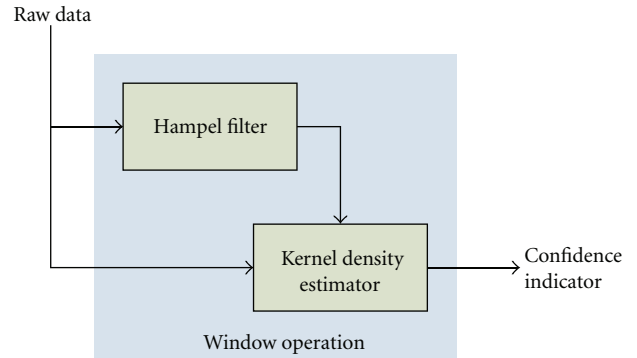 Raw data
Hampel filter
Kernel density
estimator
Confidence
indicator
Window operation